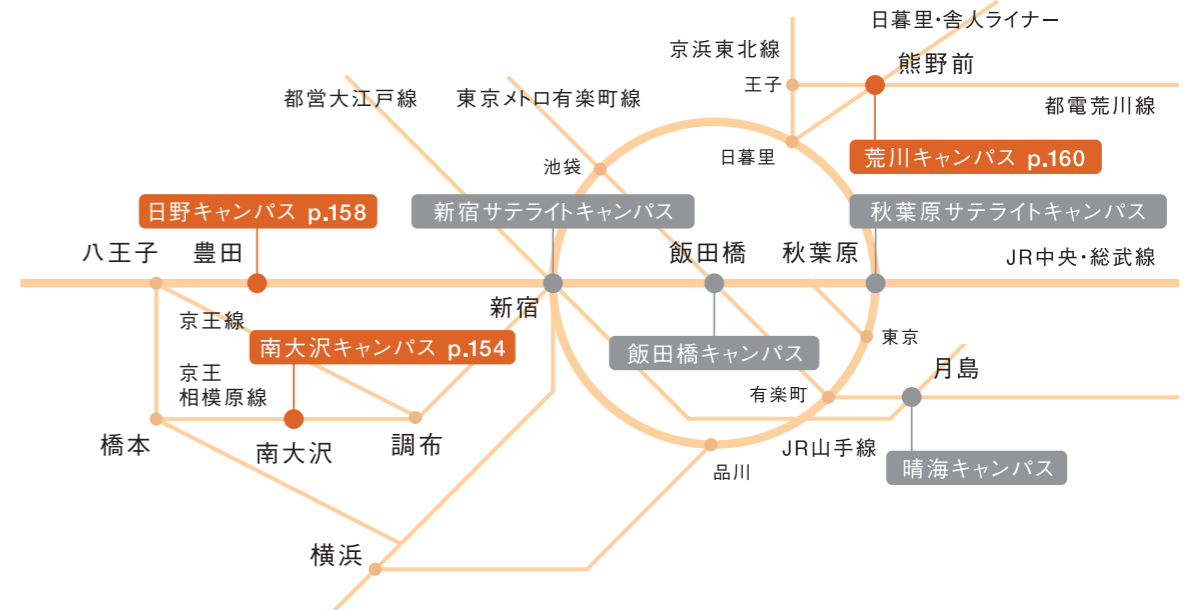 日暮里・舎人ライナー
京浜東北線
熊野前
王子
都営大江戸線
東京メトロ有楽町線
都電荒川線
日暮里
荒川キャンパス p.160
池袋
日野キャンパス p.158
新宿サテライトキャンパス
秋葉原サテライトキャンパス
八王子
豊田
飯田橋
秋葉原
JR中央・総武線
新宿
京王線
南大沢キャンパス p.154
飯田橋キャンパス
東京
月島
京王
相模原線
有楽町
橋本
南大沢
調布
JR山手線
品川
晴海キャンパス
横浜